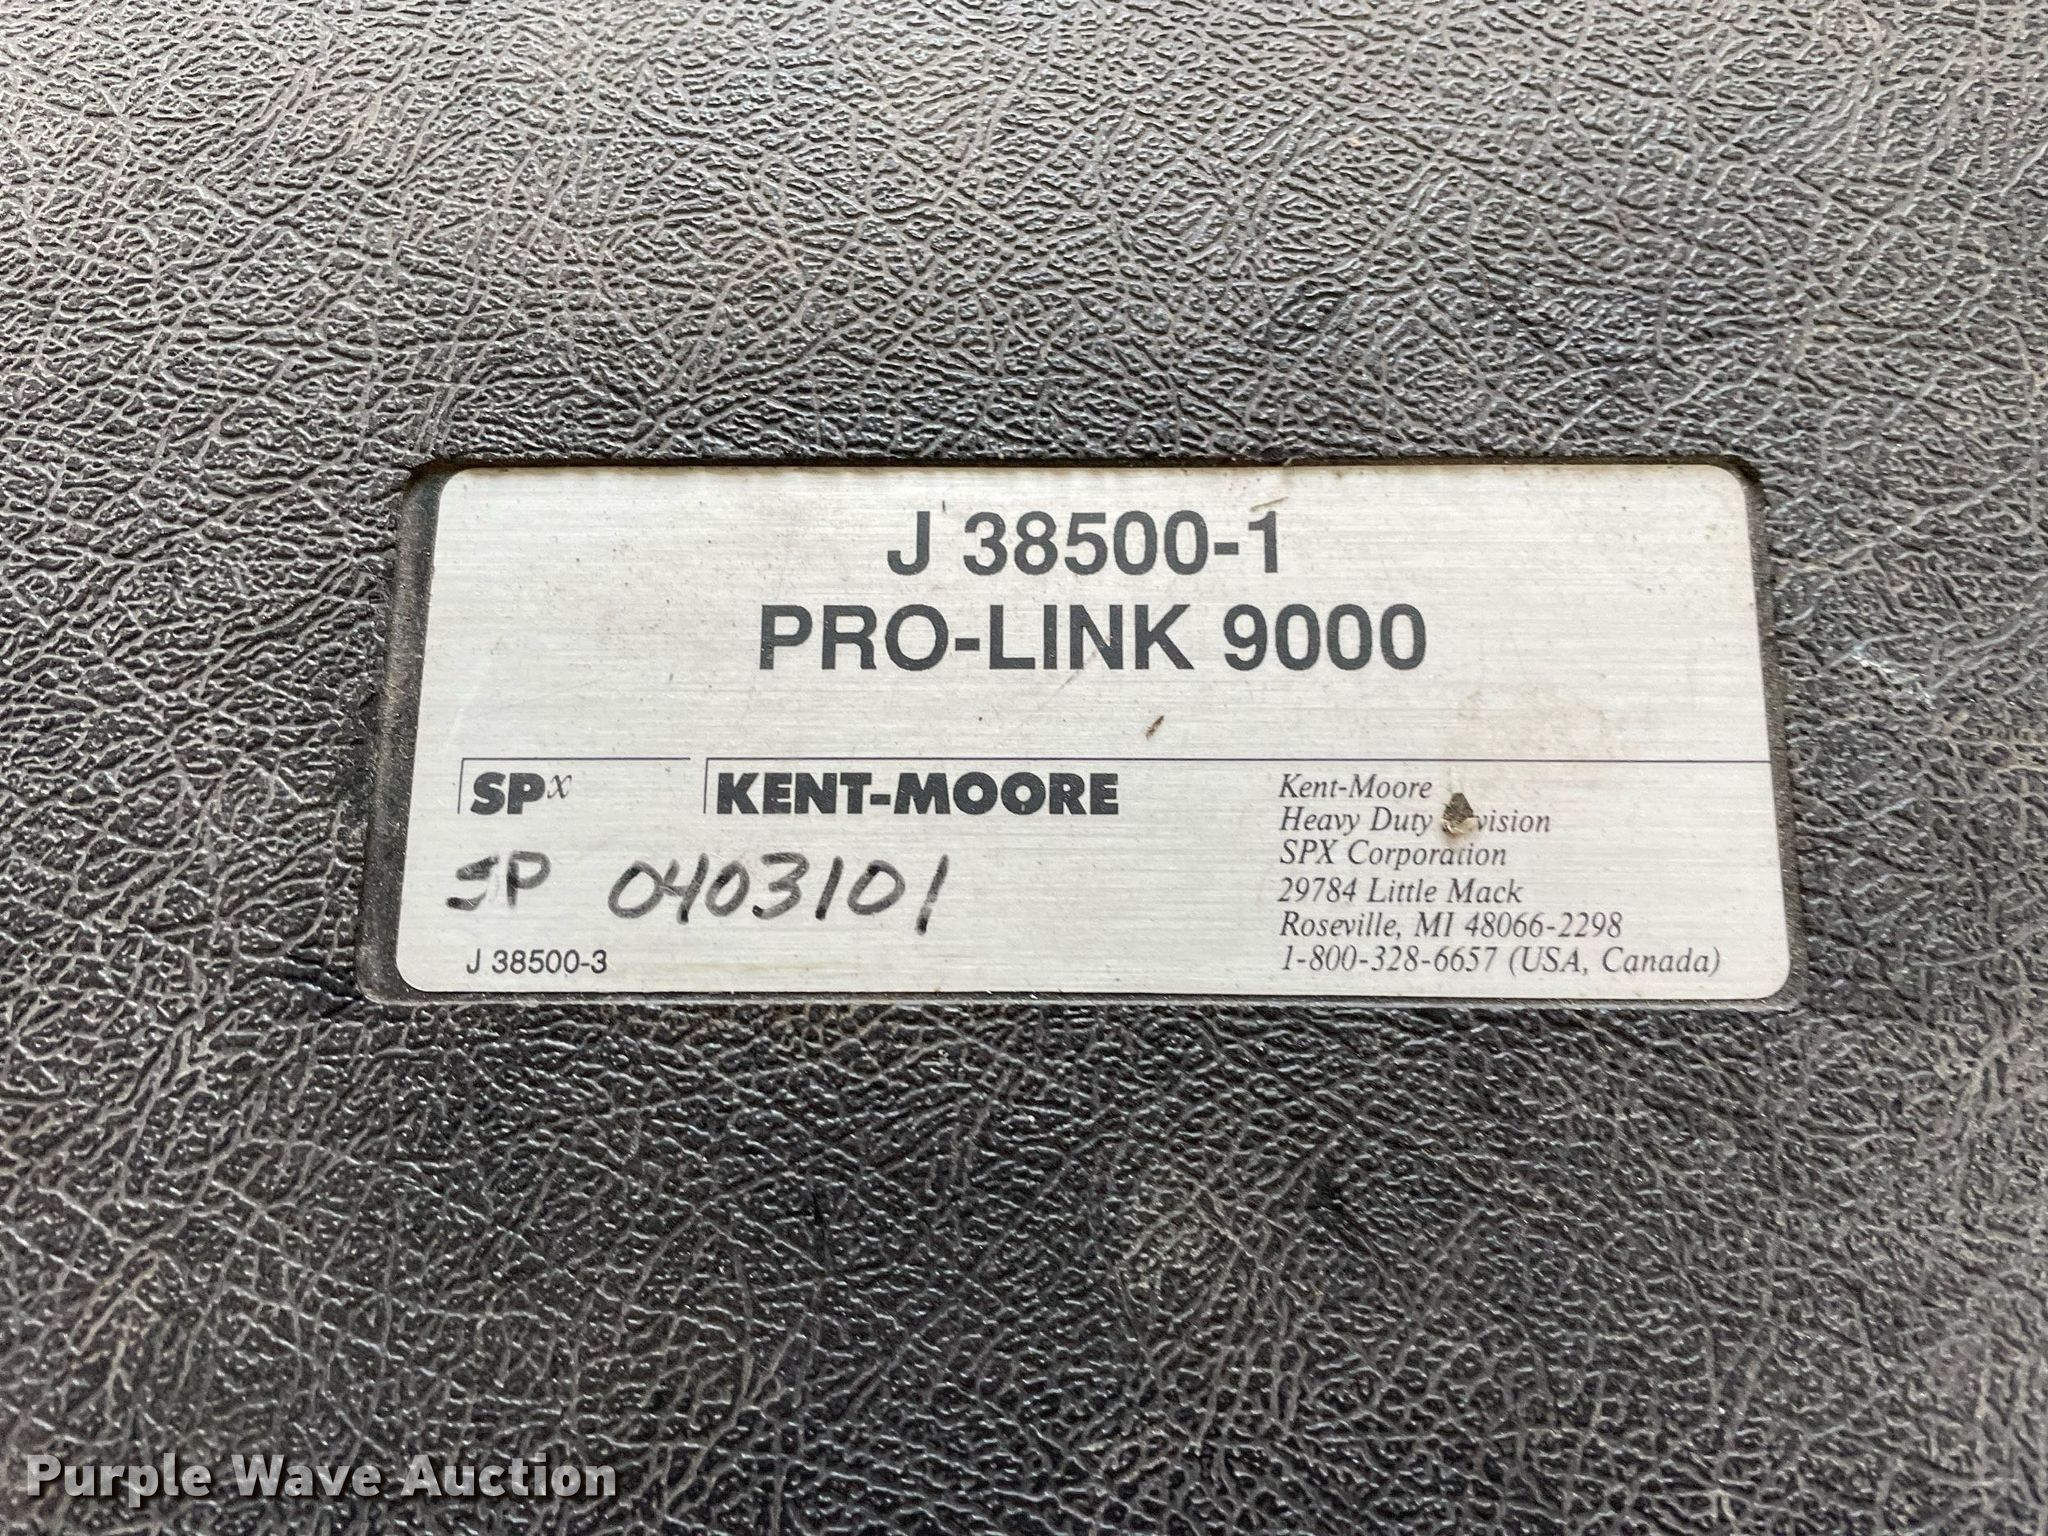 J 38500-1
PRO-LINK 9000
SPx KENT-MOORE
Kent-Moore
Heavy Duty
SPX Corporation
29784 Little Mack
Roseville, MI 48066-2298
1-800-328-6657 (USA, Canada)
SP 0403101
J 38500-3
Purple Wave Auction